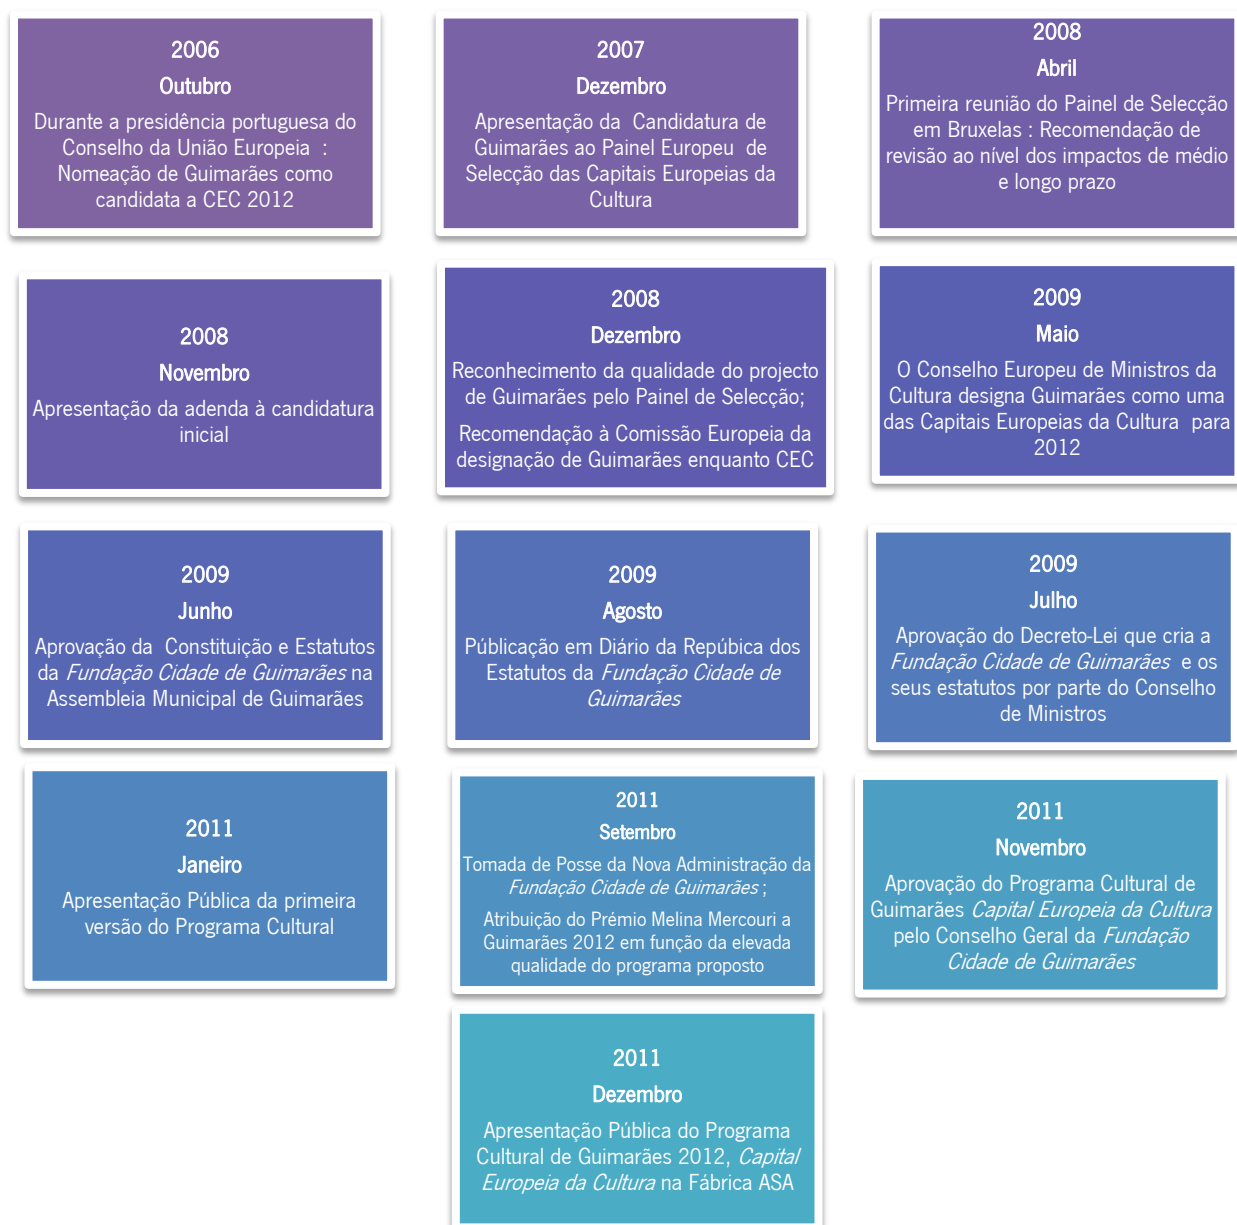 2006
Outubro
Durante a presidência portuguesa do
Conselho da União Europeia :
Nomeação de Guimarães como
candidata a CEC 2012
2007
Dezembro
Apresentação da Candidatura de
Guimarães ao Painel Europeu de
Selecção das Capitais Europeias da
Cultura
2008
Abril
Primeira reunião do Painel de Selecção
em Bruxelas : Recomendação de
revisão ao nível dos impactos de médio
e longo prazo
2008
Novembro
Apresentação da adenda à candidatura
inicial
2008
Dezembro
Reconhecimento da qualidade do projecto
de Guimarães pelo Painel de Selecção;
Recomendação à Comissão Europeia da
designação de Guimarães enquanto CEC
2009
Maio
O Conselho Europeu de Ministros da
Cultura designa Guimarães como uma
das Capitais Europeias da Cultura para
2012
2009
Junho
Aprovação da Constituição e Estatutos
da Fundação Cidade de Guimarães na
Assembleia Municipal de Guimarães
2009
Agosto
Públicação em Diário da Repúbica dos
Estatutos da Fundação Cidade de
Guimarães
2009
Julho
Aprovação do Decreto-Lei que cria a
Fundação Cidade de Guimarães e os
seus estatutos por parte do Conselho
de Ministros
2011
Janeiro
Apresentação Pública da primeira
versão do Programa Cultural
2011
Setembro
Tomada de Posse da Nova Administração da
Fundação Cidade de Guimarães ;
Atribuição do Prémio Melina Mercouri a
Guimarães 2012 em função da elevada
qualidade do programa proposto
2011
Novembro
Aprovação do Programa Cultural de
Guimarães Capital Europeia da Cultura
pelo Conselho Geral da Fundação
Cidade de Guimarães
2011
Dezembro
Apresentação Pública do Programa
Cultural de Guimarães 2012, Capital
Europeia da Cultura na Fábrica ASA